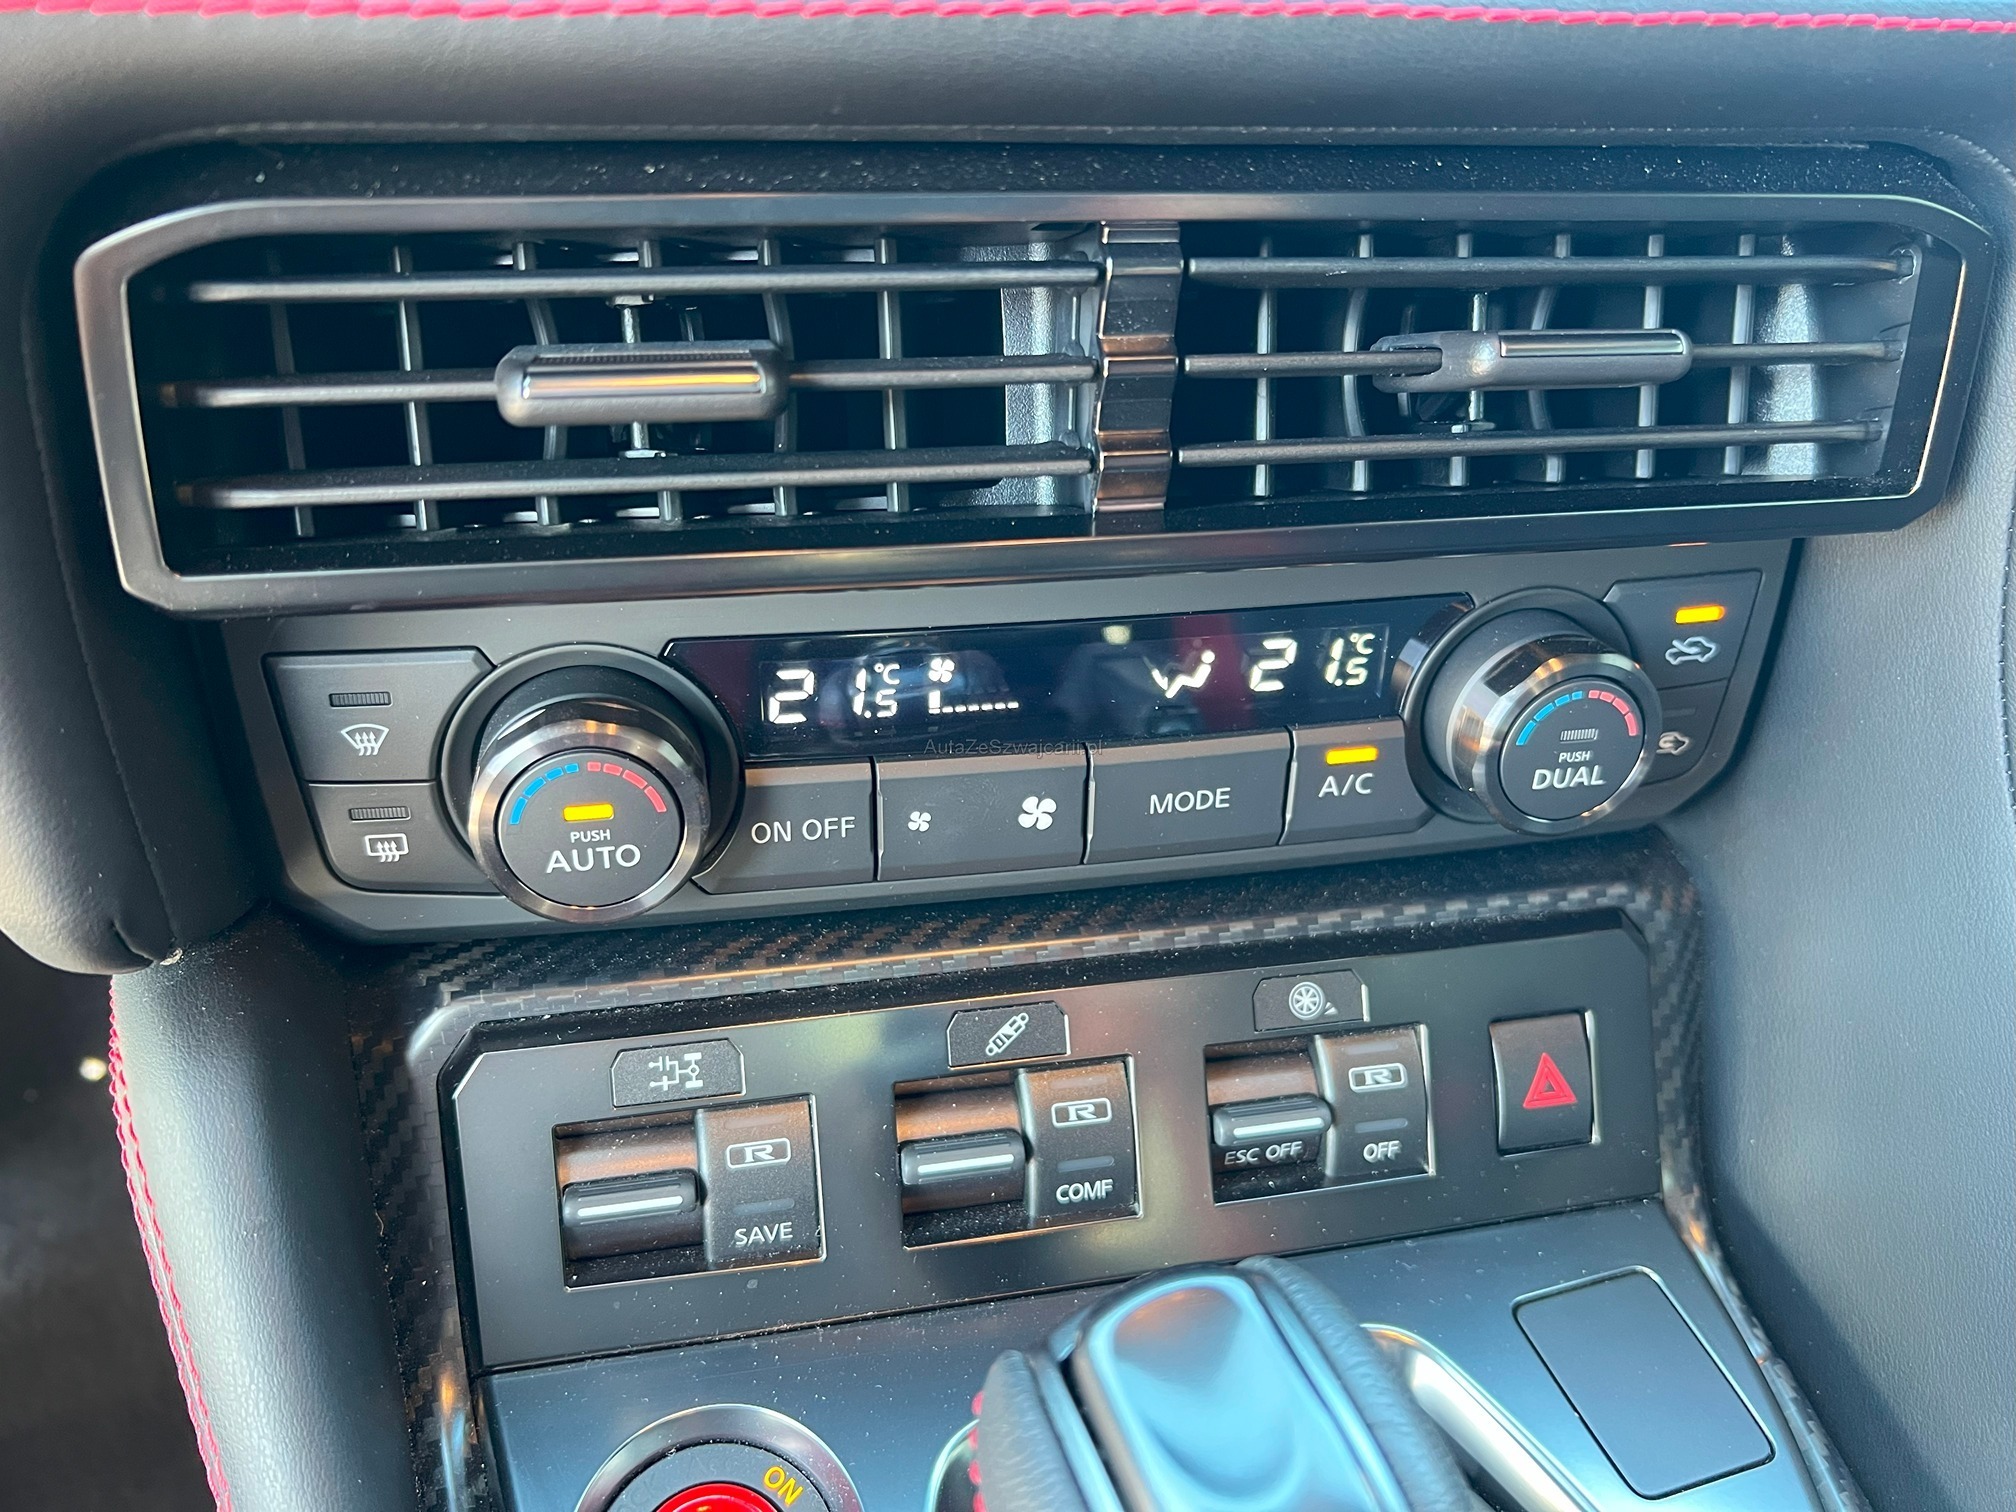 21.5°C
21.5°C
AutaZeSzwajcarii.pl
PUSH
AUTO
ON OFF
MODE
A/C
PUSH
DUAL
R
SAVE
R
COMF
ESC OFF
R
OFF
ON